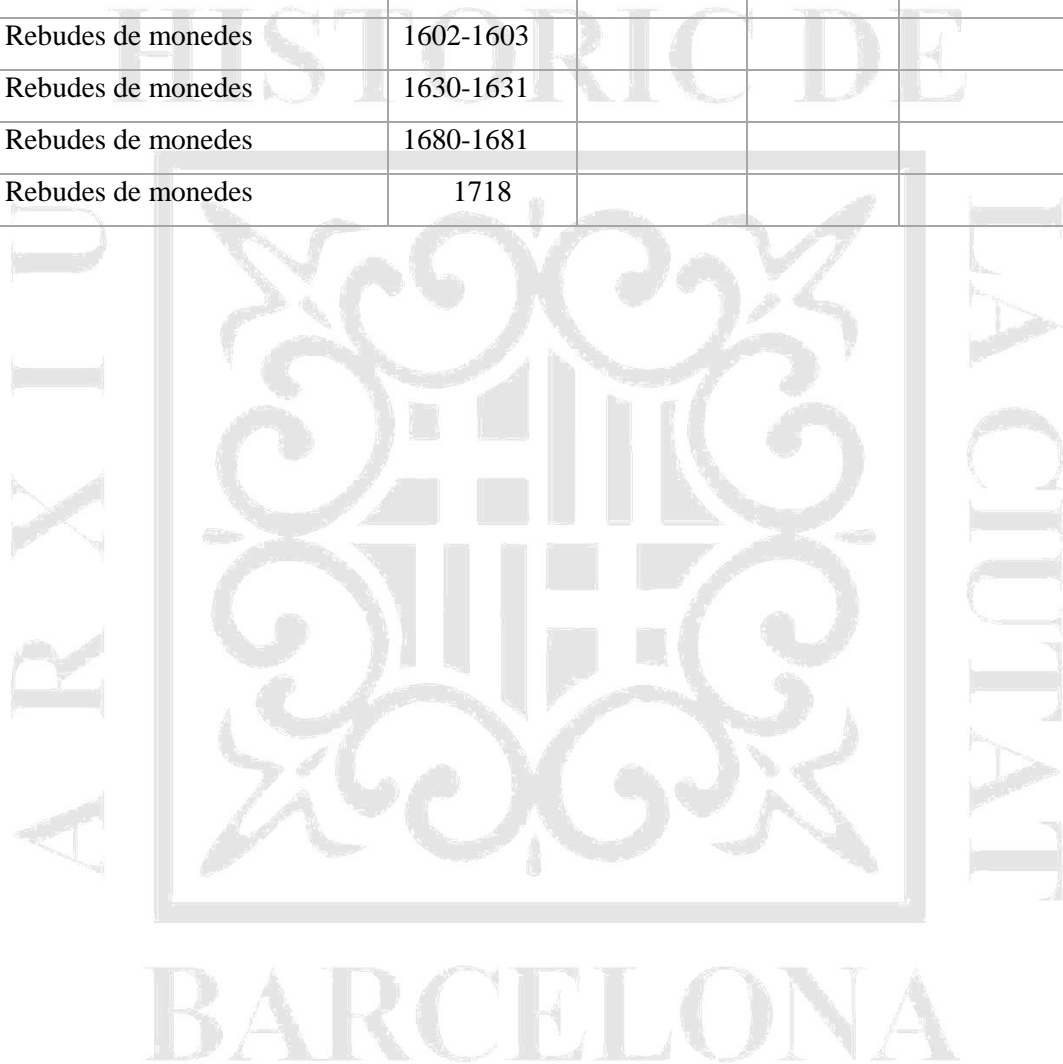 HISTÒRIC DE
Rebudes de monedes 1602-1603
Rebudes de monedes 1630-1631
Rebudes de monedes 1680-1681
Rebudes de monedes 1718
ARXIU
LA CIUTAT
BARCELONA